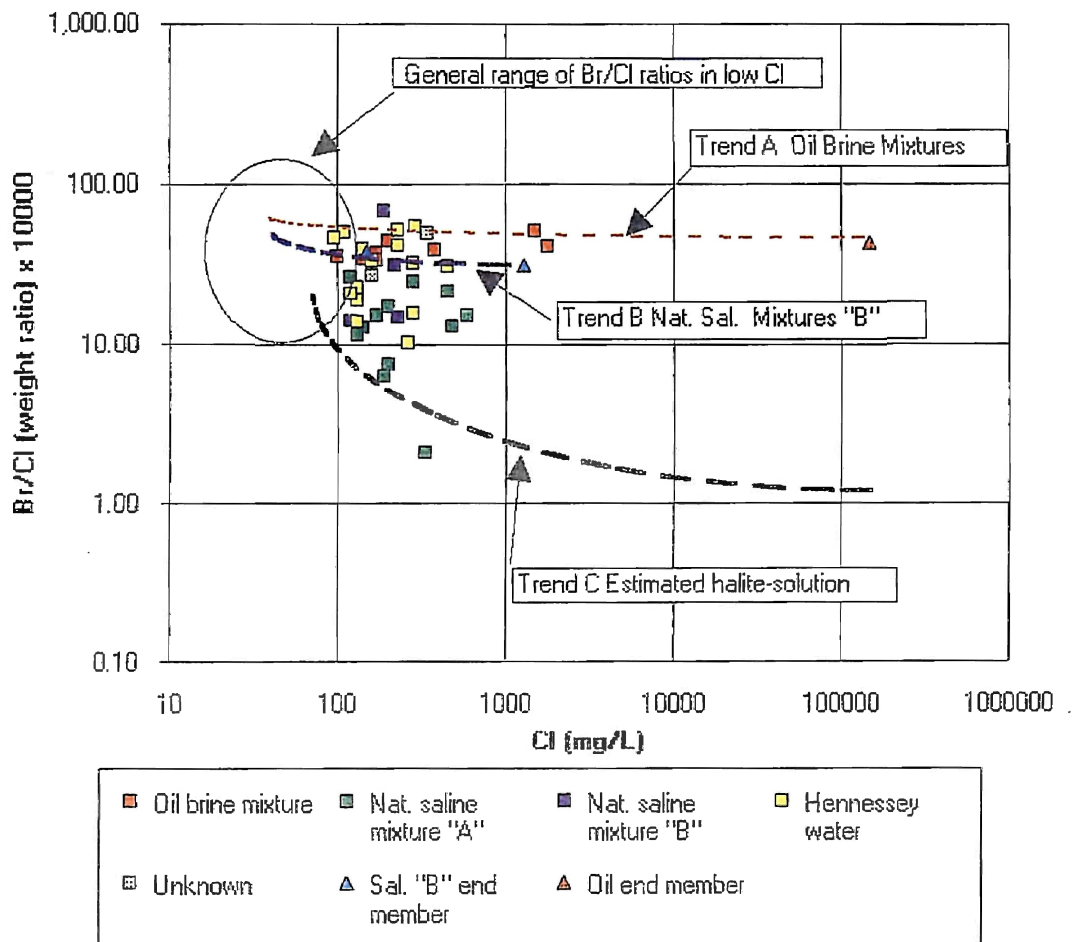 1,000.00
General range of Br/Cl ratios in low Cl
Trend A Oil Brine Mixtures
100.00
Trend B Nat. Sal. Mixtures "B"
10.00
1.00
Trend C Estimated halite-solution
0.10
Br/Cl (weight ratio) x 10000
10 100 1000 10000 100000 1000000
Cl (mg/L)
Oil brine mixture
Nat. saline
mixture "A"
Nat. saline
mixture "B"
Hennessey
water
Unknown
Sal. "B" end
member
Oil end member